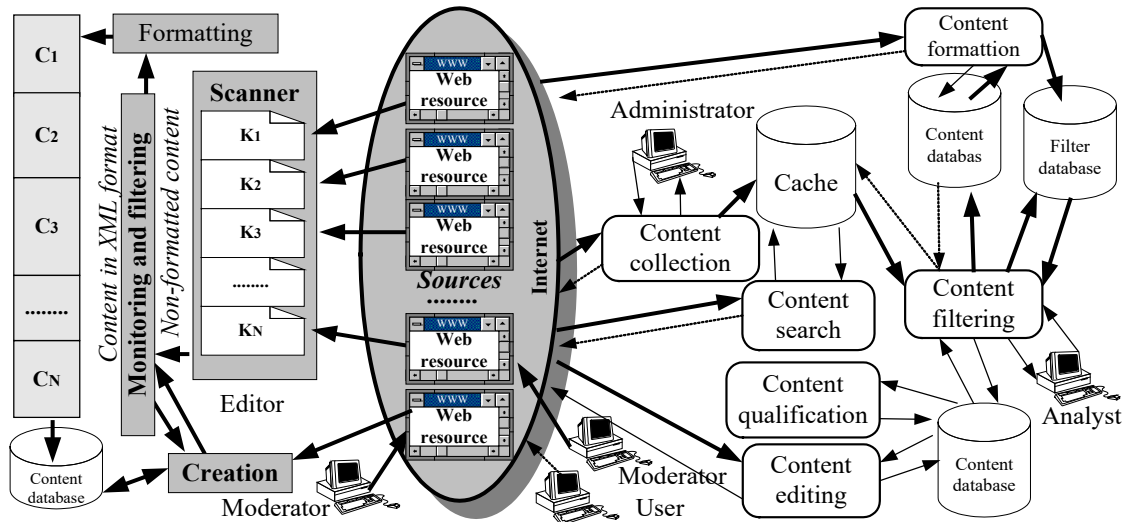 C1
C2
C3
.........
CN
Content
database
Formatting
Content in XML format
Monitoring and filtering
Non-formatted content
Scanner
K1
K2
K3
........
KN
Editor
Creation
Moderator
WWW
Web
resource
WWW
Web
resource
WWW
Web
resource
Sources
........
WWW
Web
resource
WWW
Web
resource
Internet
Administrator
Content
collection
Cache
Content
search
Content
qualification
Content
editing
Moderator
User
Content
formattion
Content
databas
Filter
database
Content
filtering
Analyst
Content
database